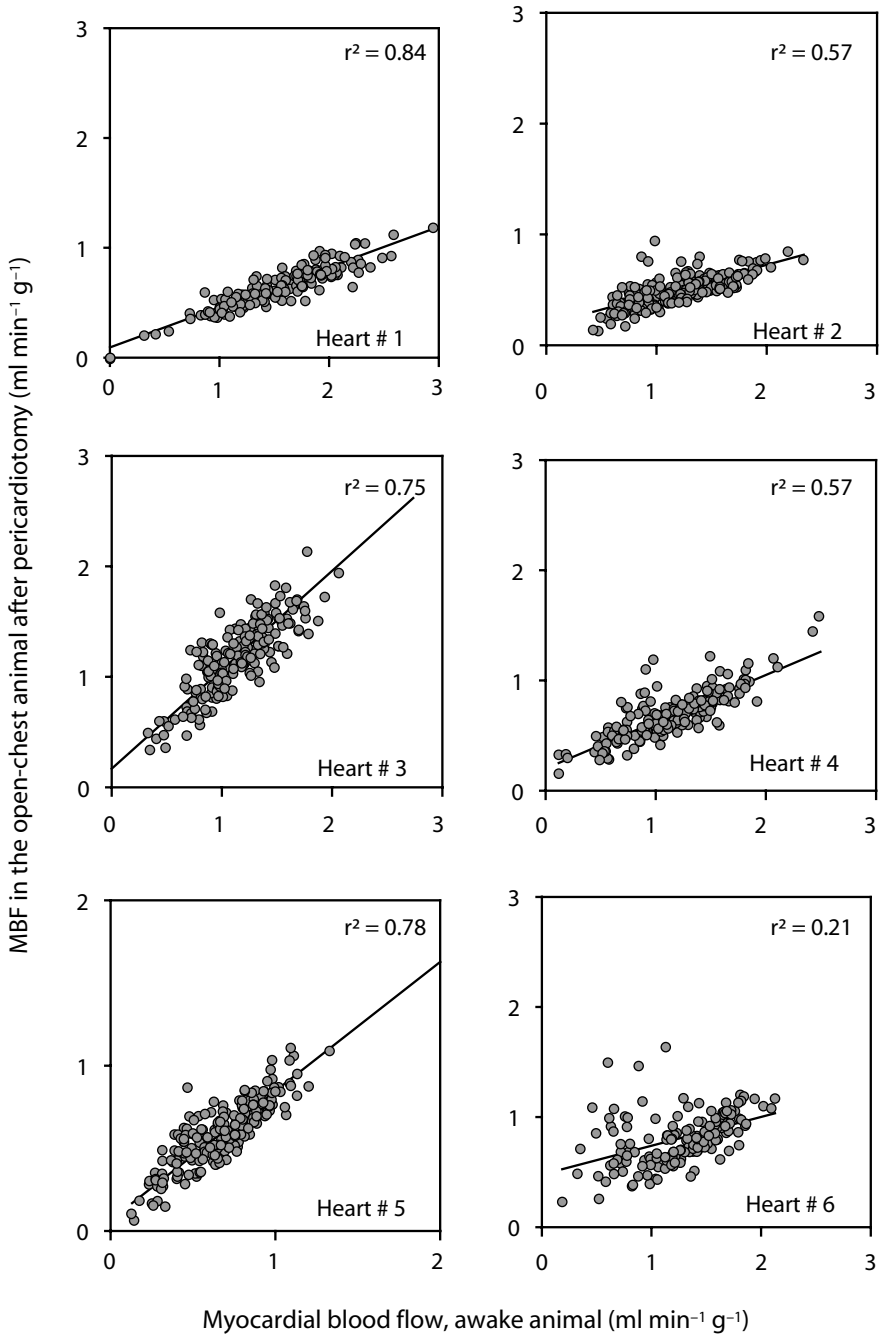 MBF in the open-chest animal after pericardiotomy (ml min⁻¹ g⁻¹)
3
2
1
0
r² = 0.84
Heart # 1
0 1 2 3
3
2
1
0
r² = 0.57
Heart # 2
0 1 2 3
3
2
1
0
r² = 0.75
Heart # 3
0 1 2 3
3
2
1
0
r² = 0.57
Heart # 4
0 1 2 3
2
1
0
r² = 0.78
Heart # 5
0 1 2
3
2
1
0
r² = 0.21
Heart # 6
0 1 2 3
Myocardial blood flow, awake animal (ml min⁻¹ g⁻¹)